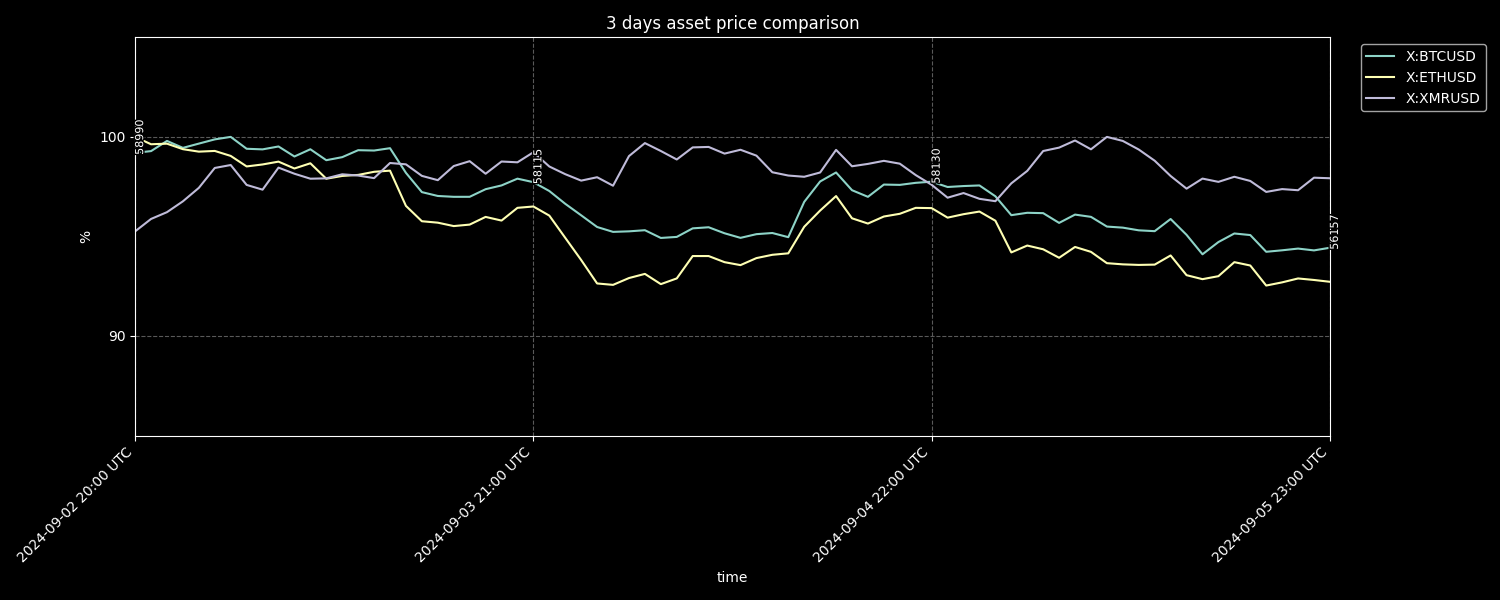 3 days asset price comparison
X:BTCUSD
X:ETHUSD
X:XMRUSD
%
100
90
58990
58115
58130
56157
2024-09-02 20:00 UTC
2024-09-03 21:00 UTC
2024-09-04 22:00 UTC
2024-09-05 23:00 UTC
time